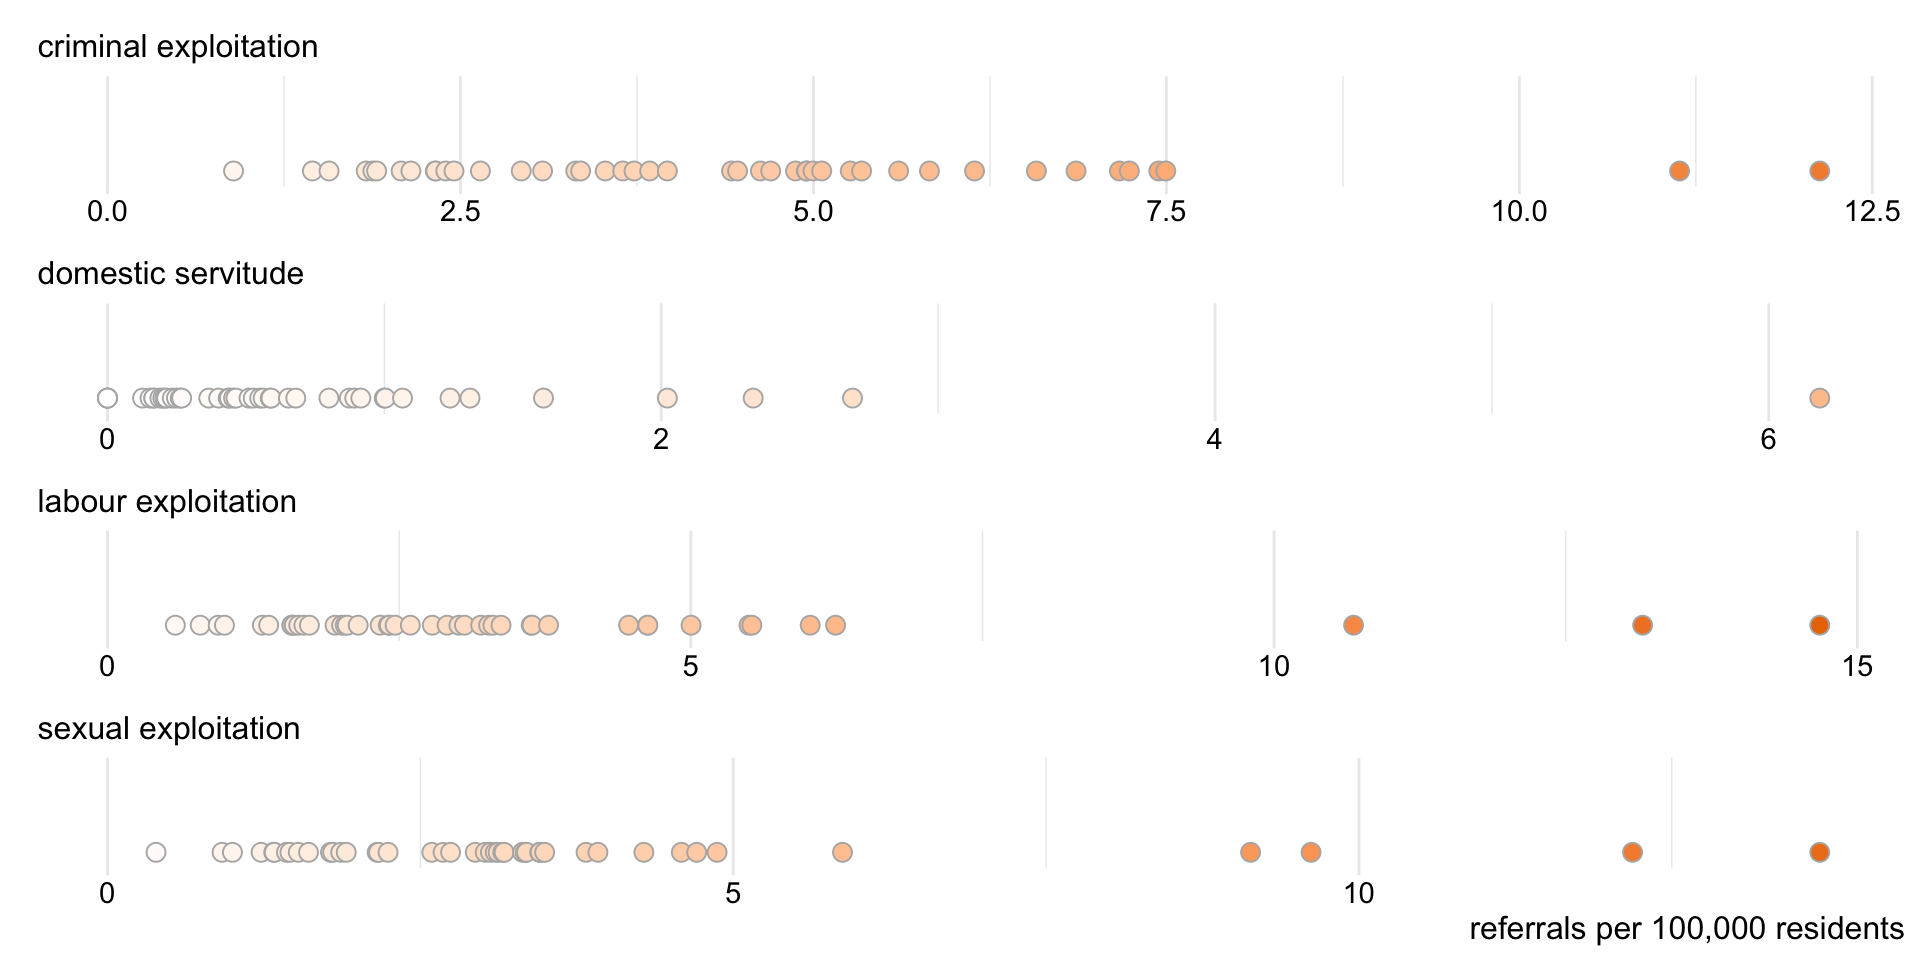 criminal exploitation
0.0 2.5 5.0 7.5 10.0 12.5
domestic servitude
0 2 4 6
labour exploitation
0 5 10 15
sexual exploitation
0 5 10
referrals per 100,000 residents